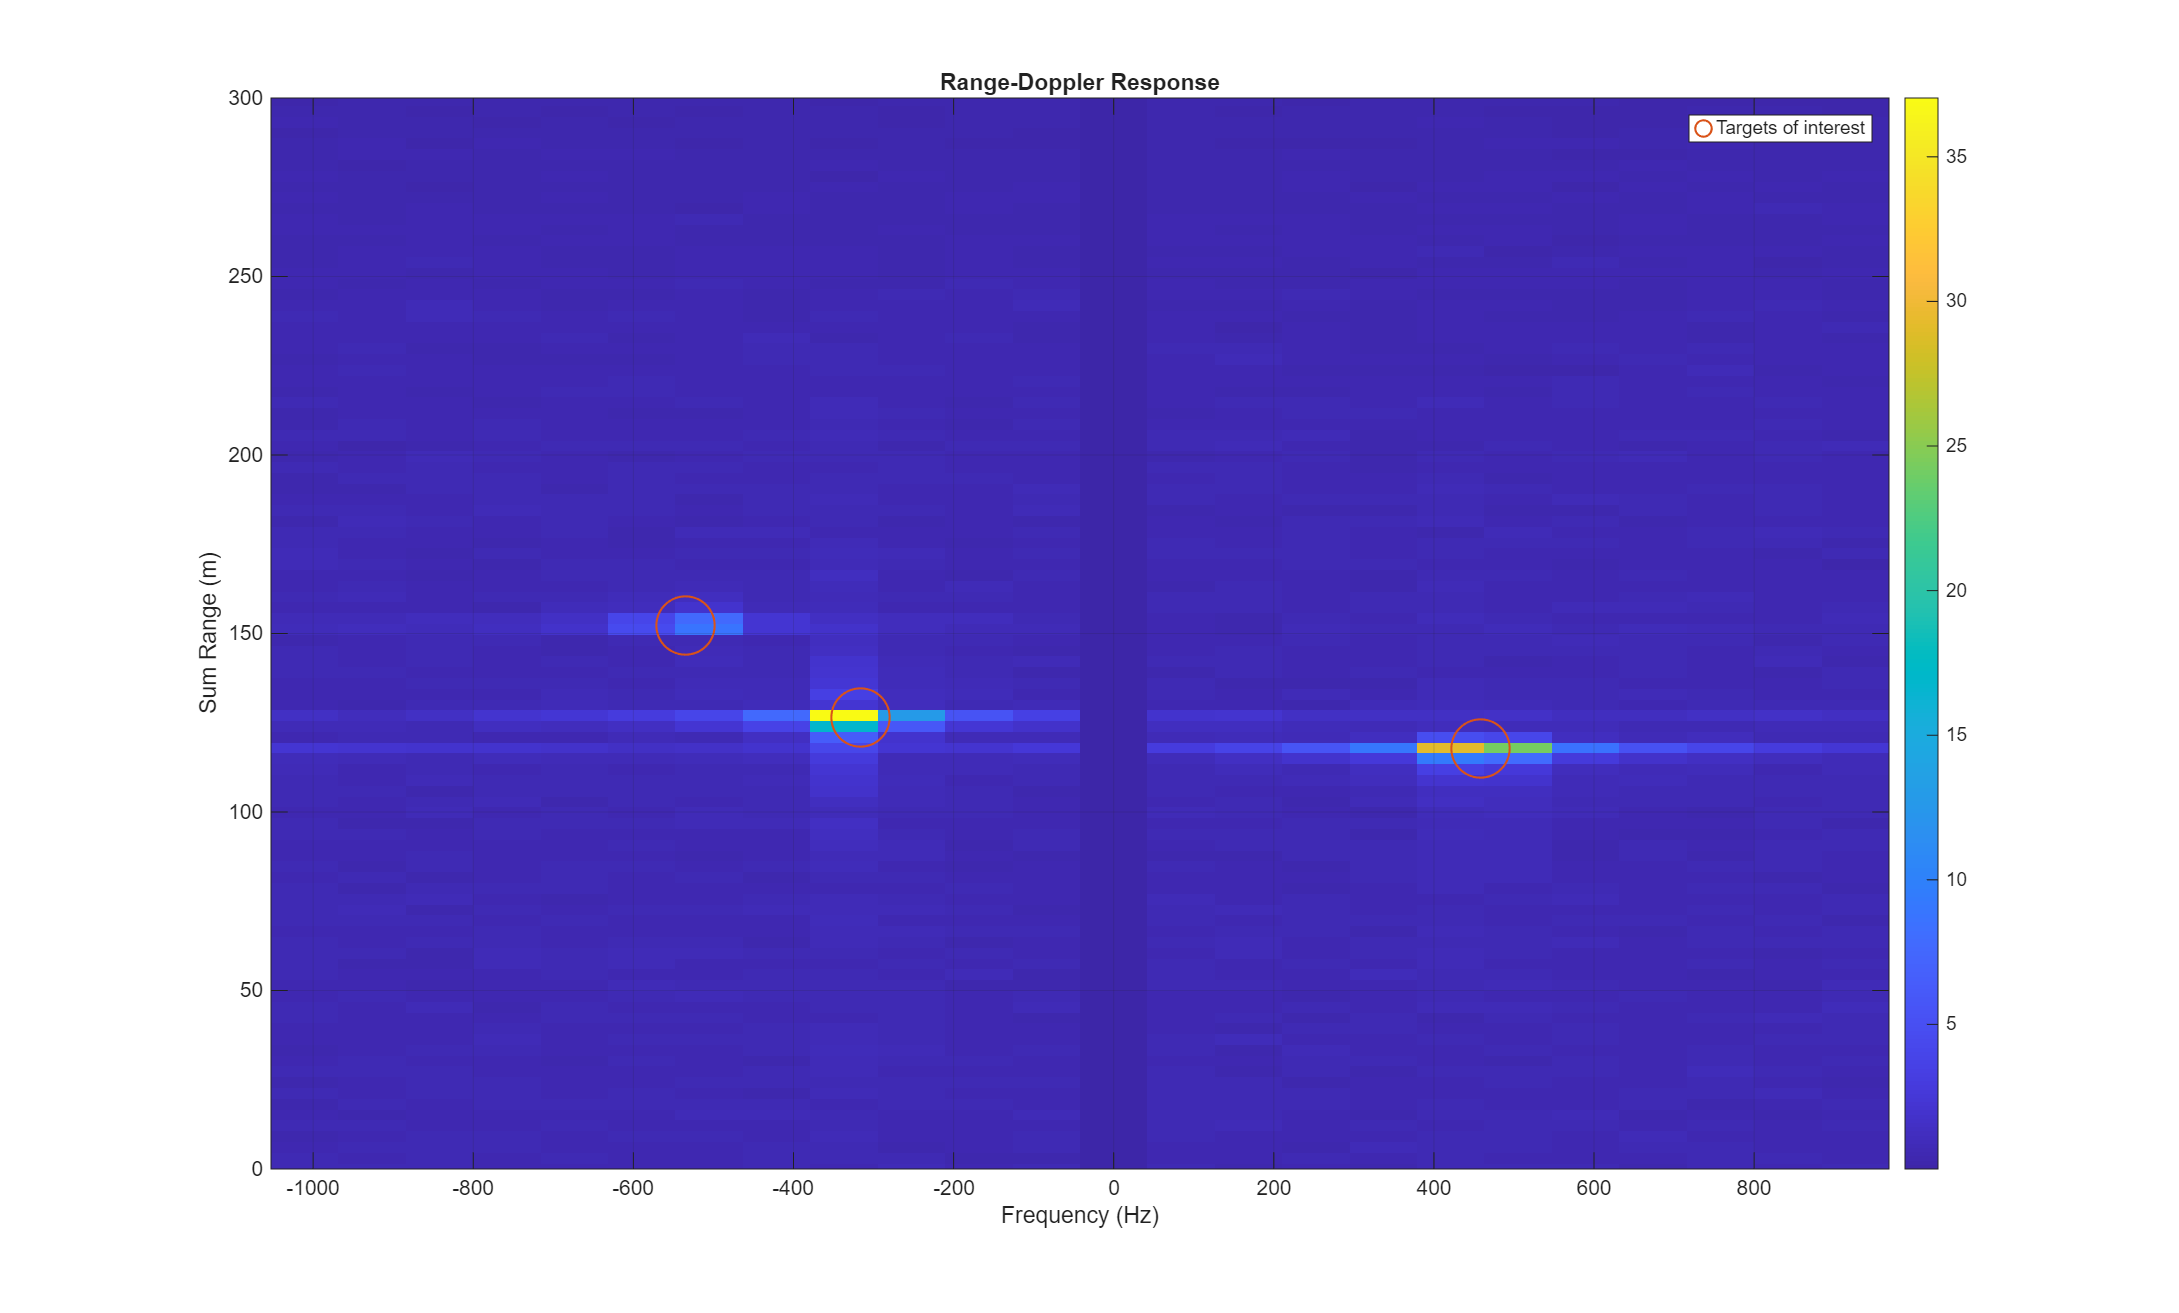 Range-Doppler Response
Targets of interest
300
250
200
150
100
50
0
Sum Range (m)
-1000 -800 -600 -400 -200 0 200 400 600 800
Frequency (Hz)
35
30
25
20
15
10
5